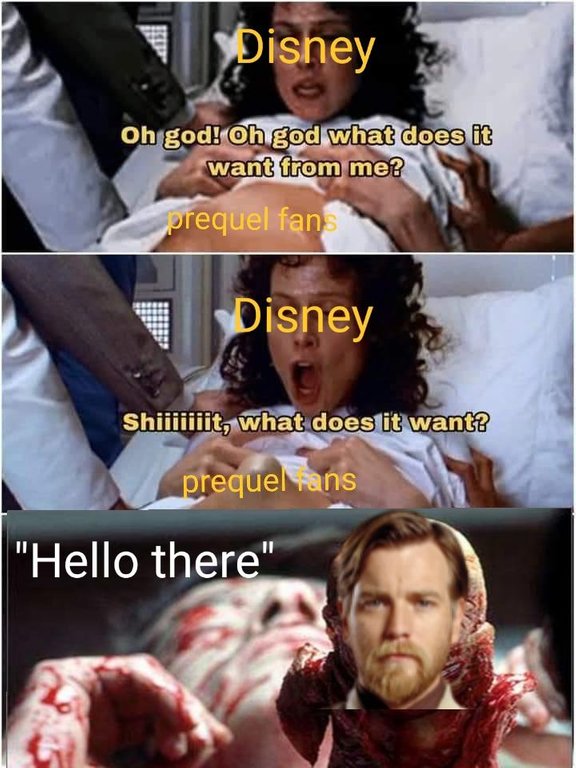 Disney
Oh god! Oh god what does it
want from me?
prequel fans
Disney
Shiiiiiiit, what does it want?
prequel fans
"Hello there"